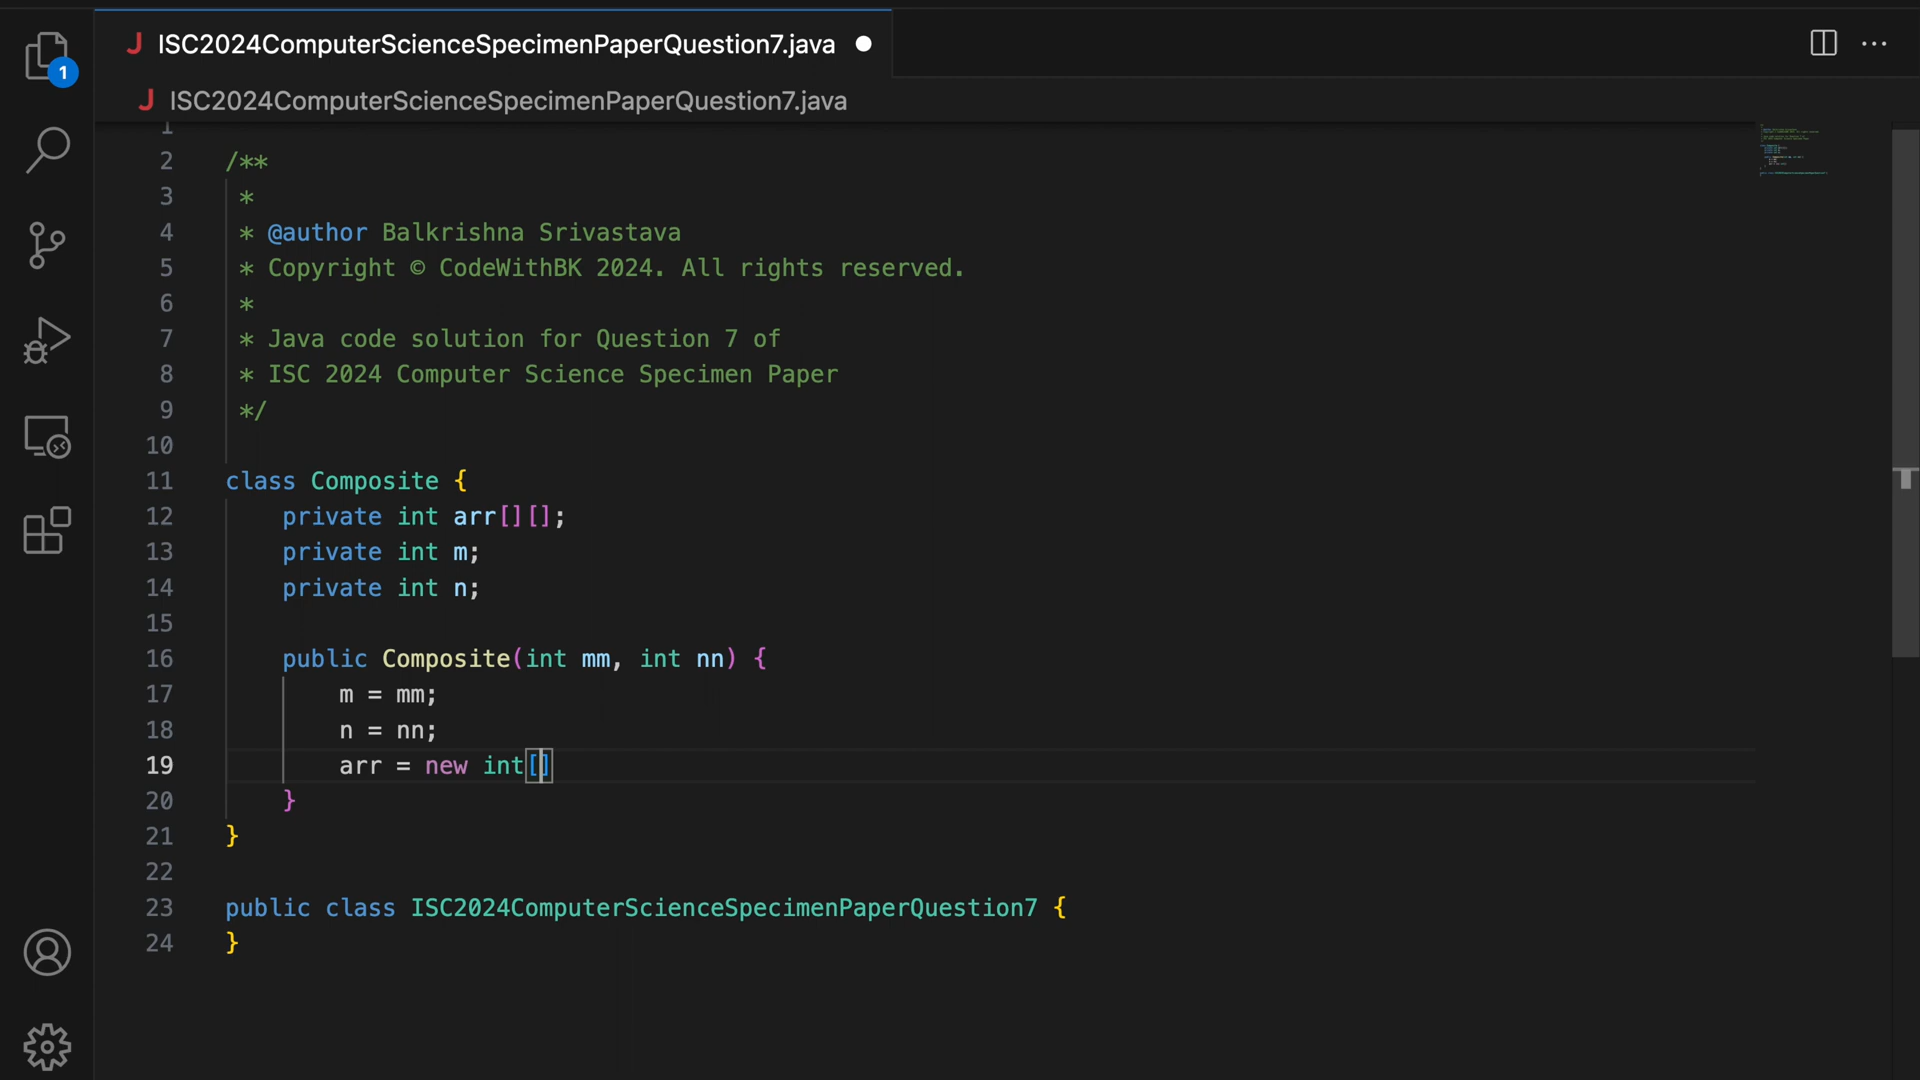 J ISC2024ComputerScienceSpecimenPaperQuestion7.java
J ISC2024ComputerScienceSpecimenPaperQuestion7.java
1
1
2 /**
3  *
4  * @author Balkrishna Srivastava
5  * Copyright © CodeWithBK 2024. All rights reserved.
6  *
7  * Java code solution for Question 7 of
8  * ISC 2024 Computer Science Specimen Paper
9  */
10
11 class Composite {
12     private int arr[][];
13     private int m;
14     private int n;
15
16     public Composite(int mm, int nn) {
17         m = mm;
18         n = nn;
19         arr = new int[]
20     }
21 }
22
23 public class ISC2024ComputerScienceSpecimenPaperQuestion7 {
24 }